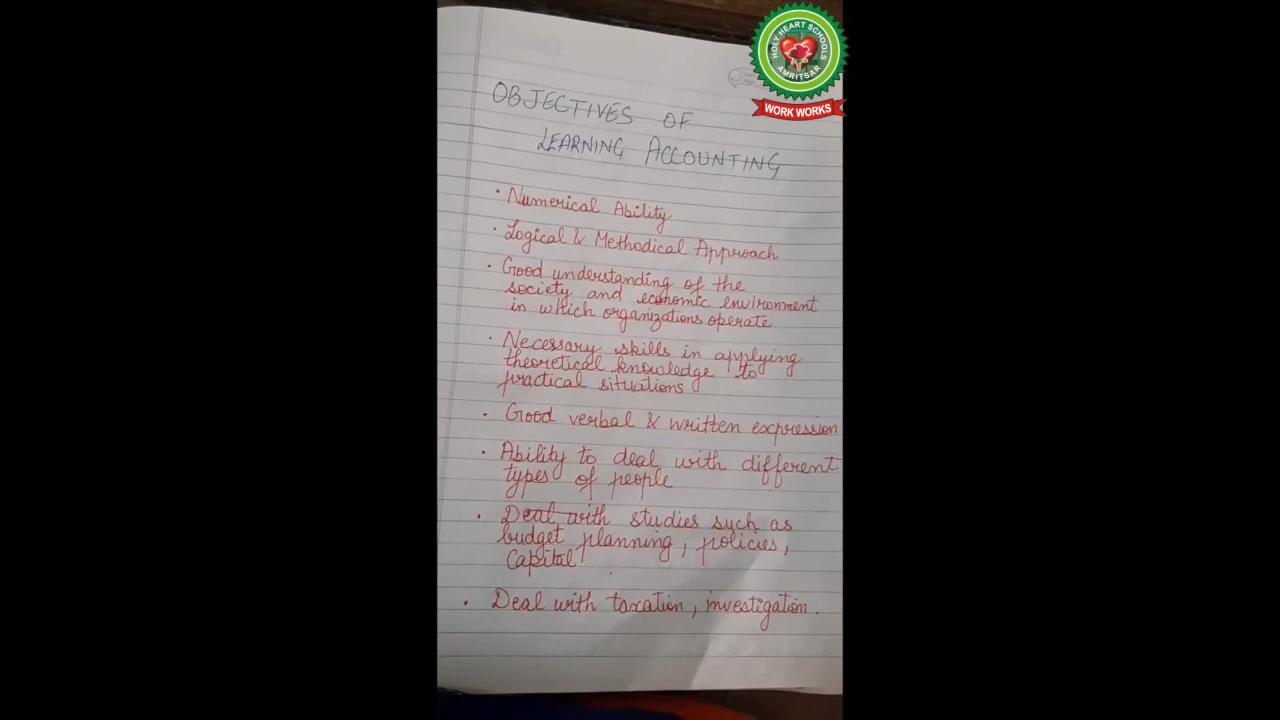 HOLY HEART SCHOOLS
AMRITSAR
WORK WORKS
OBJECTIVES OF
LEARNING ACCOUNTING
• Numerical Ability
• Logical & Methodical Approach
• Good understanding of the
society and economic environment
in which organizations operate
• Necessary skills in applying
theoretical knowledge to
practical situations
• Good verbal & written expression
• Ability to deal with different
types of people
• Deal with studies such as
budget planning, policies,
Capital
• Deal with taxation, investigation.